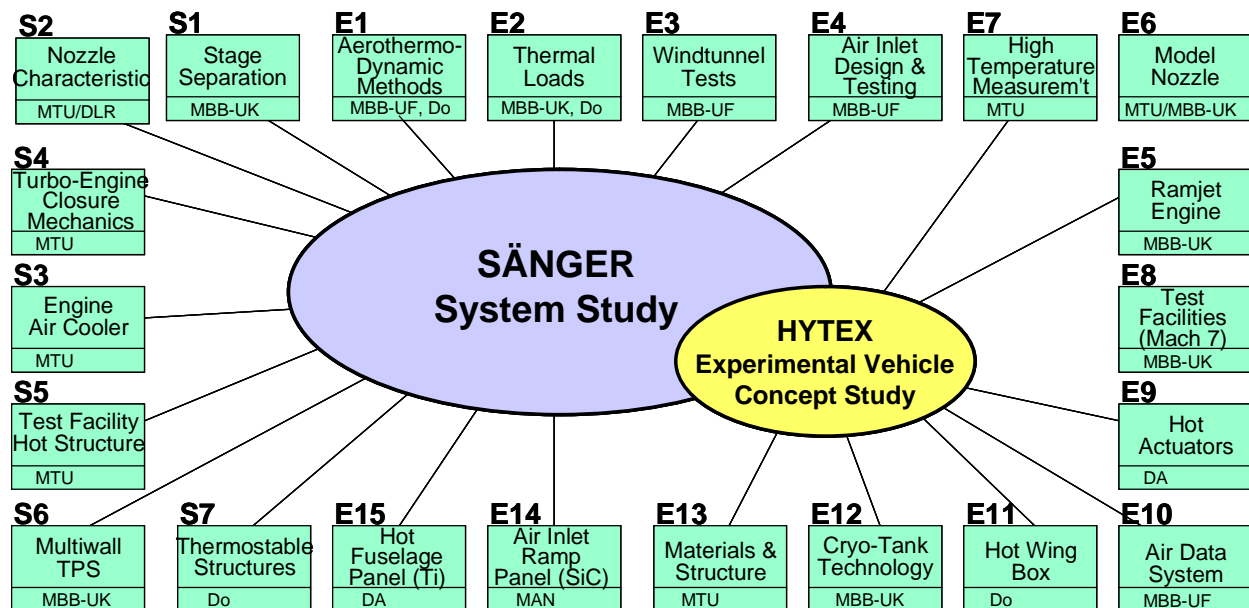 S2
Nozzle
Characteristic
MTU/DLR
S1
Stage
Separation
MBB-UK
E1
Aerothermo-
Dynamic
Methods
MBB-UF, Do
E2
Thermal
Loads
MBB-UK, Do
E3
Windtunnel
Tests
MBB-UF
E4
Air Inlet
Design &
Testing
MBB-UF
E7
High
Temperature
Measurem't
MTU
E6
Model
Nozzle
MTU/MBB-UK
S4
Turbo-Engine
Closure
Mechanics
MTU
E5
Ramjet
Engine
MBB-UK
S3
Engine
Air Cooler
MTU
SÄNGER
System Study
HYTEX
Experimental Vehicle
Concept Study
E8
Test
Facilities
(Mach 7)
MBB-UK
S5
Test Facility
Hot Structure
MTU
E9
Hot
Actuators
DA
S6
Multiwall
TPS
MBB-UK
S7
Thermostable
Structures
Do
E15
Hot
Fuselage
Panel (Ti)
DA
E14
Air Inlet
Ramp
Panel (SiC)
MAN
E13
Materials &
Structure
MTU
E12
Cryo-Tank
Technology
MBB-UK
E11
Hot Wing
Box
Do
E10
Air Data
System
MBB-UF